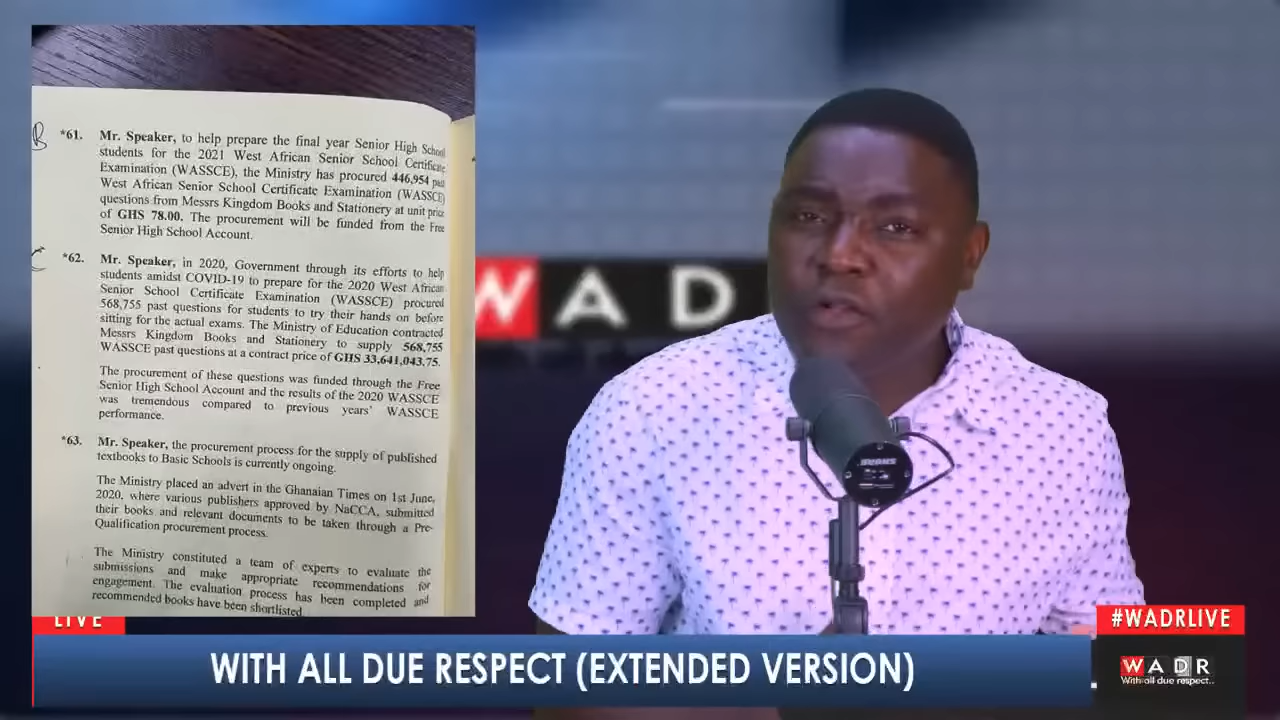 *61. Mr. Speaker, to help prepare the final year Senior High School
students for the 2021 West African Senior School Certificate
Examination (WASSCE), the Ministry has procured 446,954 past
West African Senior School Certificate Examination (WASSCE)
questions from Messrs Kingdom Books and Stationery at unit price
of GHS 78.00. The procurement will be funded from the Free
Senior High School Account.
*62. Mr. Speaker, in 2020, Government through its efforts to help
students amidst COVID-19 to prepare for the 2020 West African
Senior School Certificate Examination (WASSCE) procured
568,755 past questions for students to try their hands on before
sitting for the actual exams. The Ministry of Education contracted
Messrs Kingdom Books and Stationery to supply 568,755
WASSCE past questions at a contract price of GHS 33,641,043.75.
The procurement of these questions was funded through the Free
Senior High School Account and the results of the 2020 WASSCE
was tremendous compared to previous years' WASSCE
performance.
*63. Mr. Speaker, the procurement process for the supply of published
textbooks to Basic Schools is currently ongoing.
The Ministry placed an advert in the Ghanaian Times on 1st June,
2020, where various publishers approved by NaCCA, submitted
their books and relevant documents to be taken through a Pre-
Qualification procurement process.
The Ministry constituted a team of experts to evaluate the
submissions and make appropriate recommendations for
engagement. The evaluation process has been completed and
recommended books have been shortlisted.
WAD
LIVE
#WADRLIVE
WITH ALL DUE RESPECT (EXTENDED VERSION)
WADR
With all due respect..